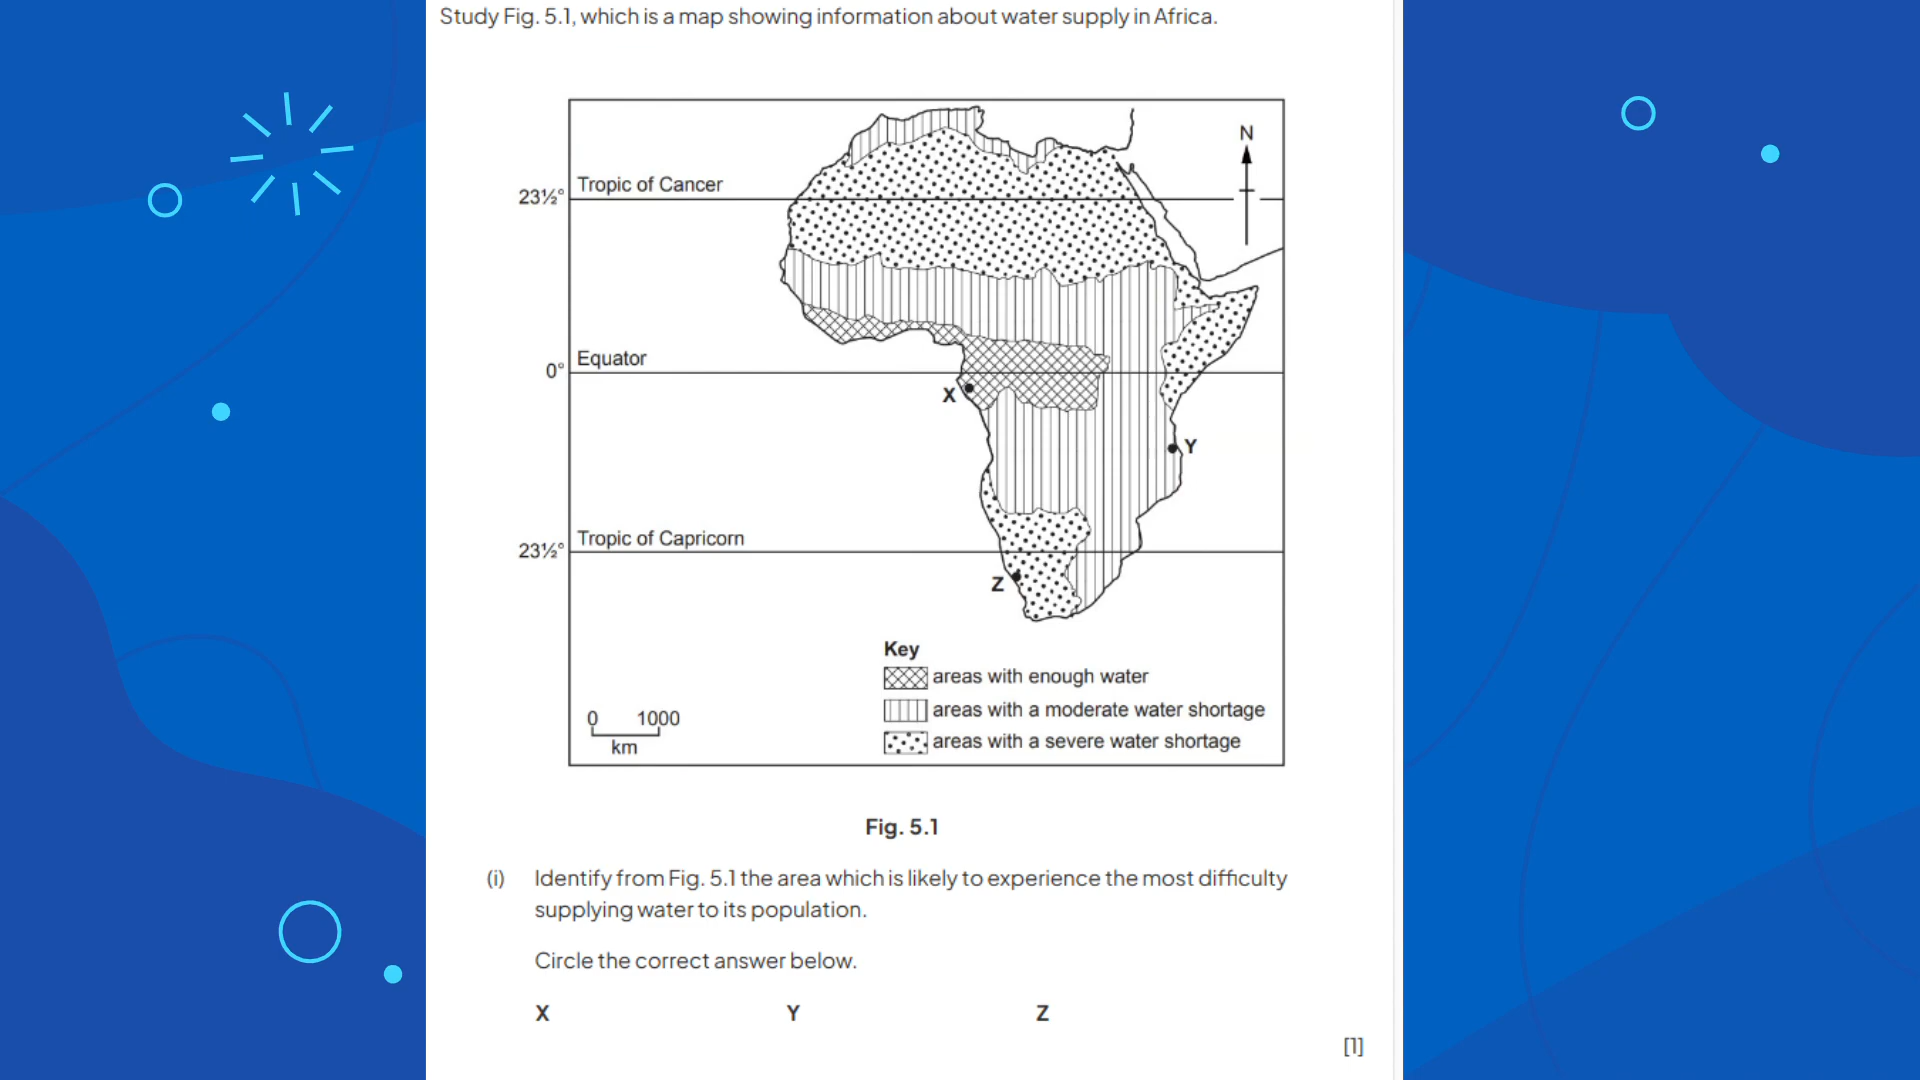 Study Fig. 5.1, which is a map showing information about water supply in Africa.
N
23½°
Tropic of Cancer
0°
Equator
X
Y
23½°
Tropic of Capricorn
Z
Key
areas with enough water
areas with a moderate water shortage
areas with a severe water shortage
0 1000
km
Fig. 5.1
(i) Identify from Fig. 5.1 the area which is likely to experience the most difficulty
supplying water to its population.
Circle the correct answer below.
X Y Z
[1]